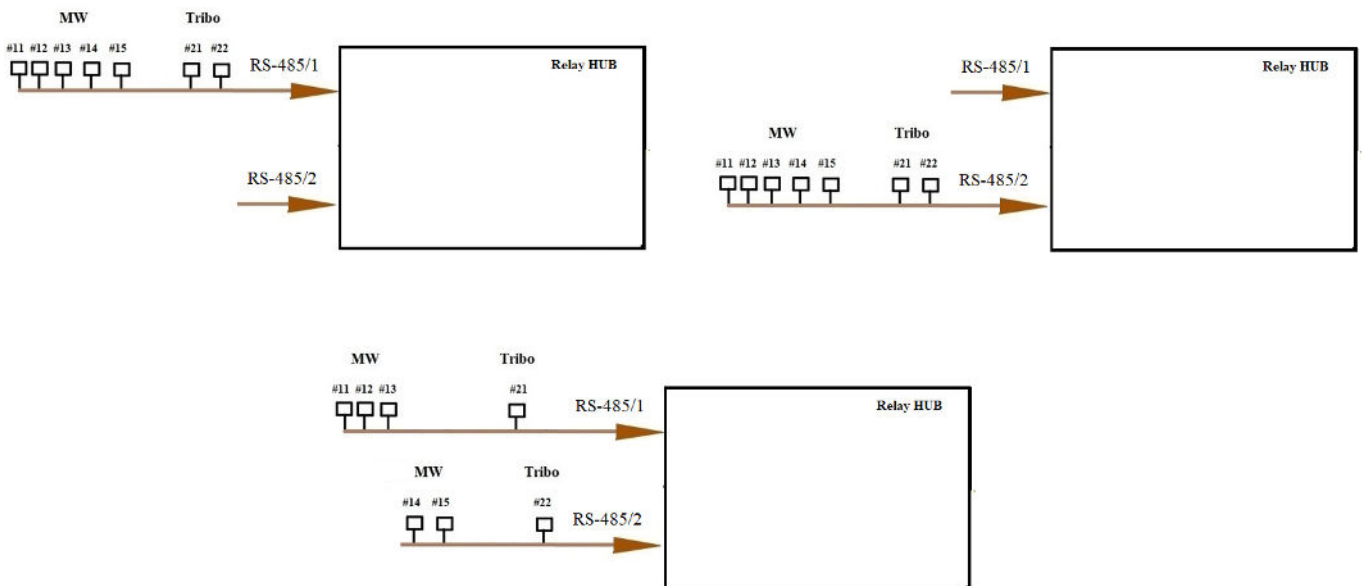 MW Tribo
#11 #12 #13 #14 #15 #21 #22 RS-485/1 Relay HUB
RS-485/2
RS-485/1 Relay HUB
MW Tribo
#11 #12 #13 #14 #15 #21 #22 RS-485/2
MW Tribo
#11 #12 #13 #21 RS-485/1 Relay HUB
MW Tribo
#14 #15 #22 RS-485/2